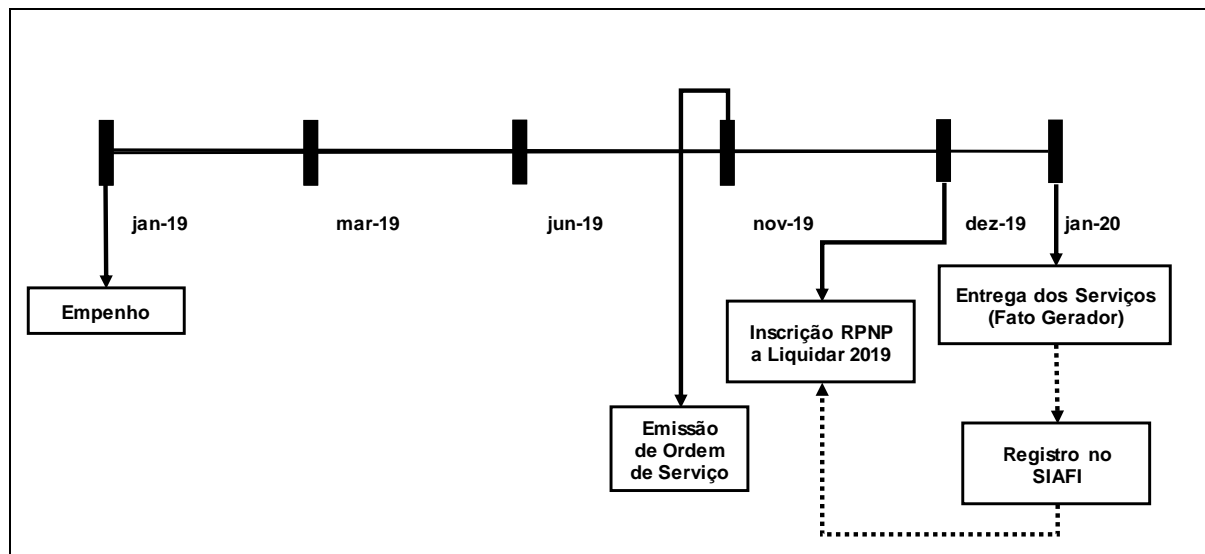 jan-19
mar-19
jun-19
nov-19
dez-19
jan-20
Empenho
Emissão
de Ordem
de Serviço
Inscrição RPNP
a Liquidar 2019
Entrega dos Serviços
(Fato Gerador)
Registro no
SIAFI